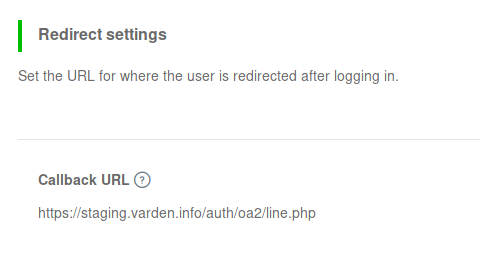 Redirect settings
Set the URL for where the user is redirected after logging in.
Callback URL ?
https://staging.varden.info/auth/oa2/line.php